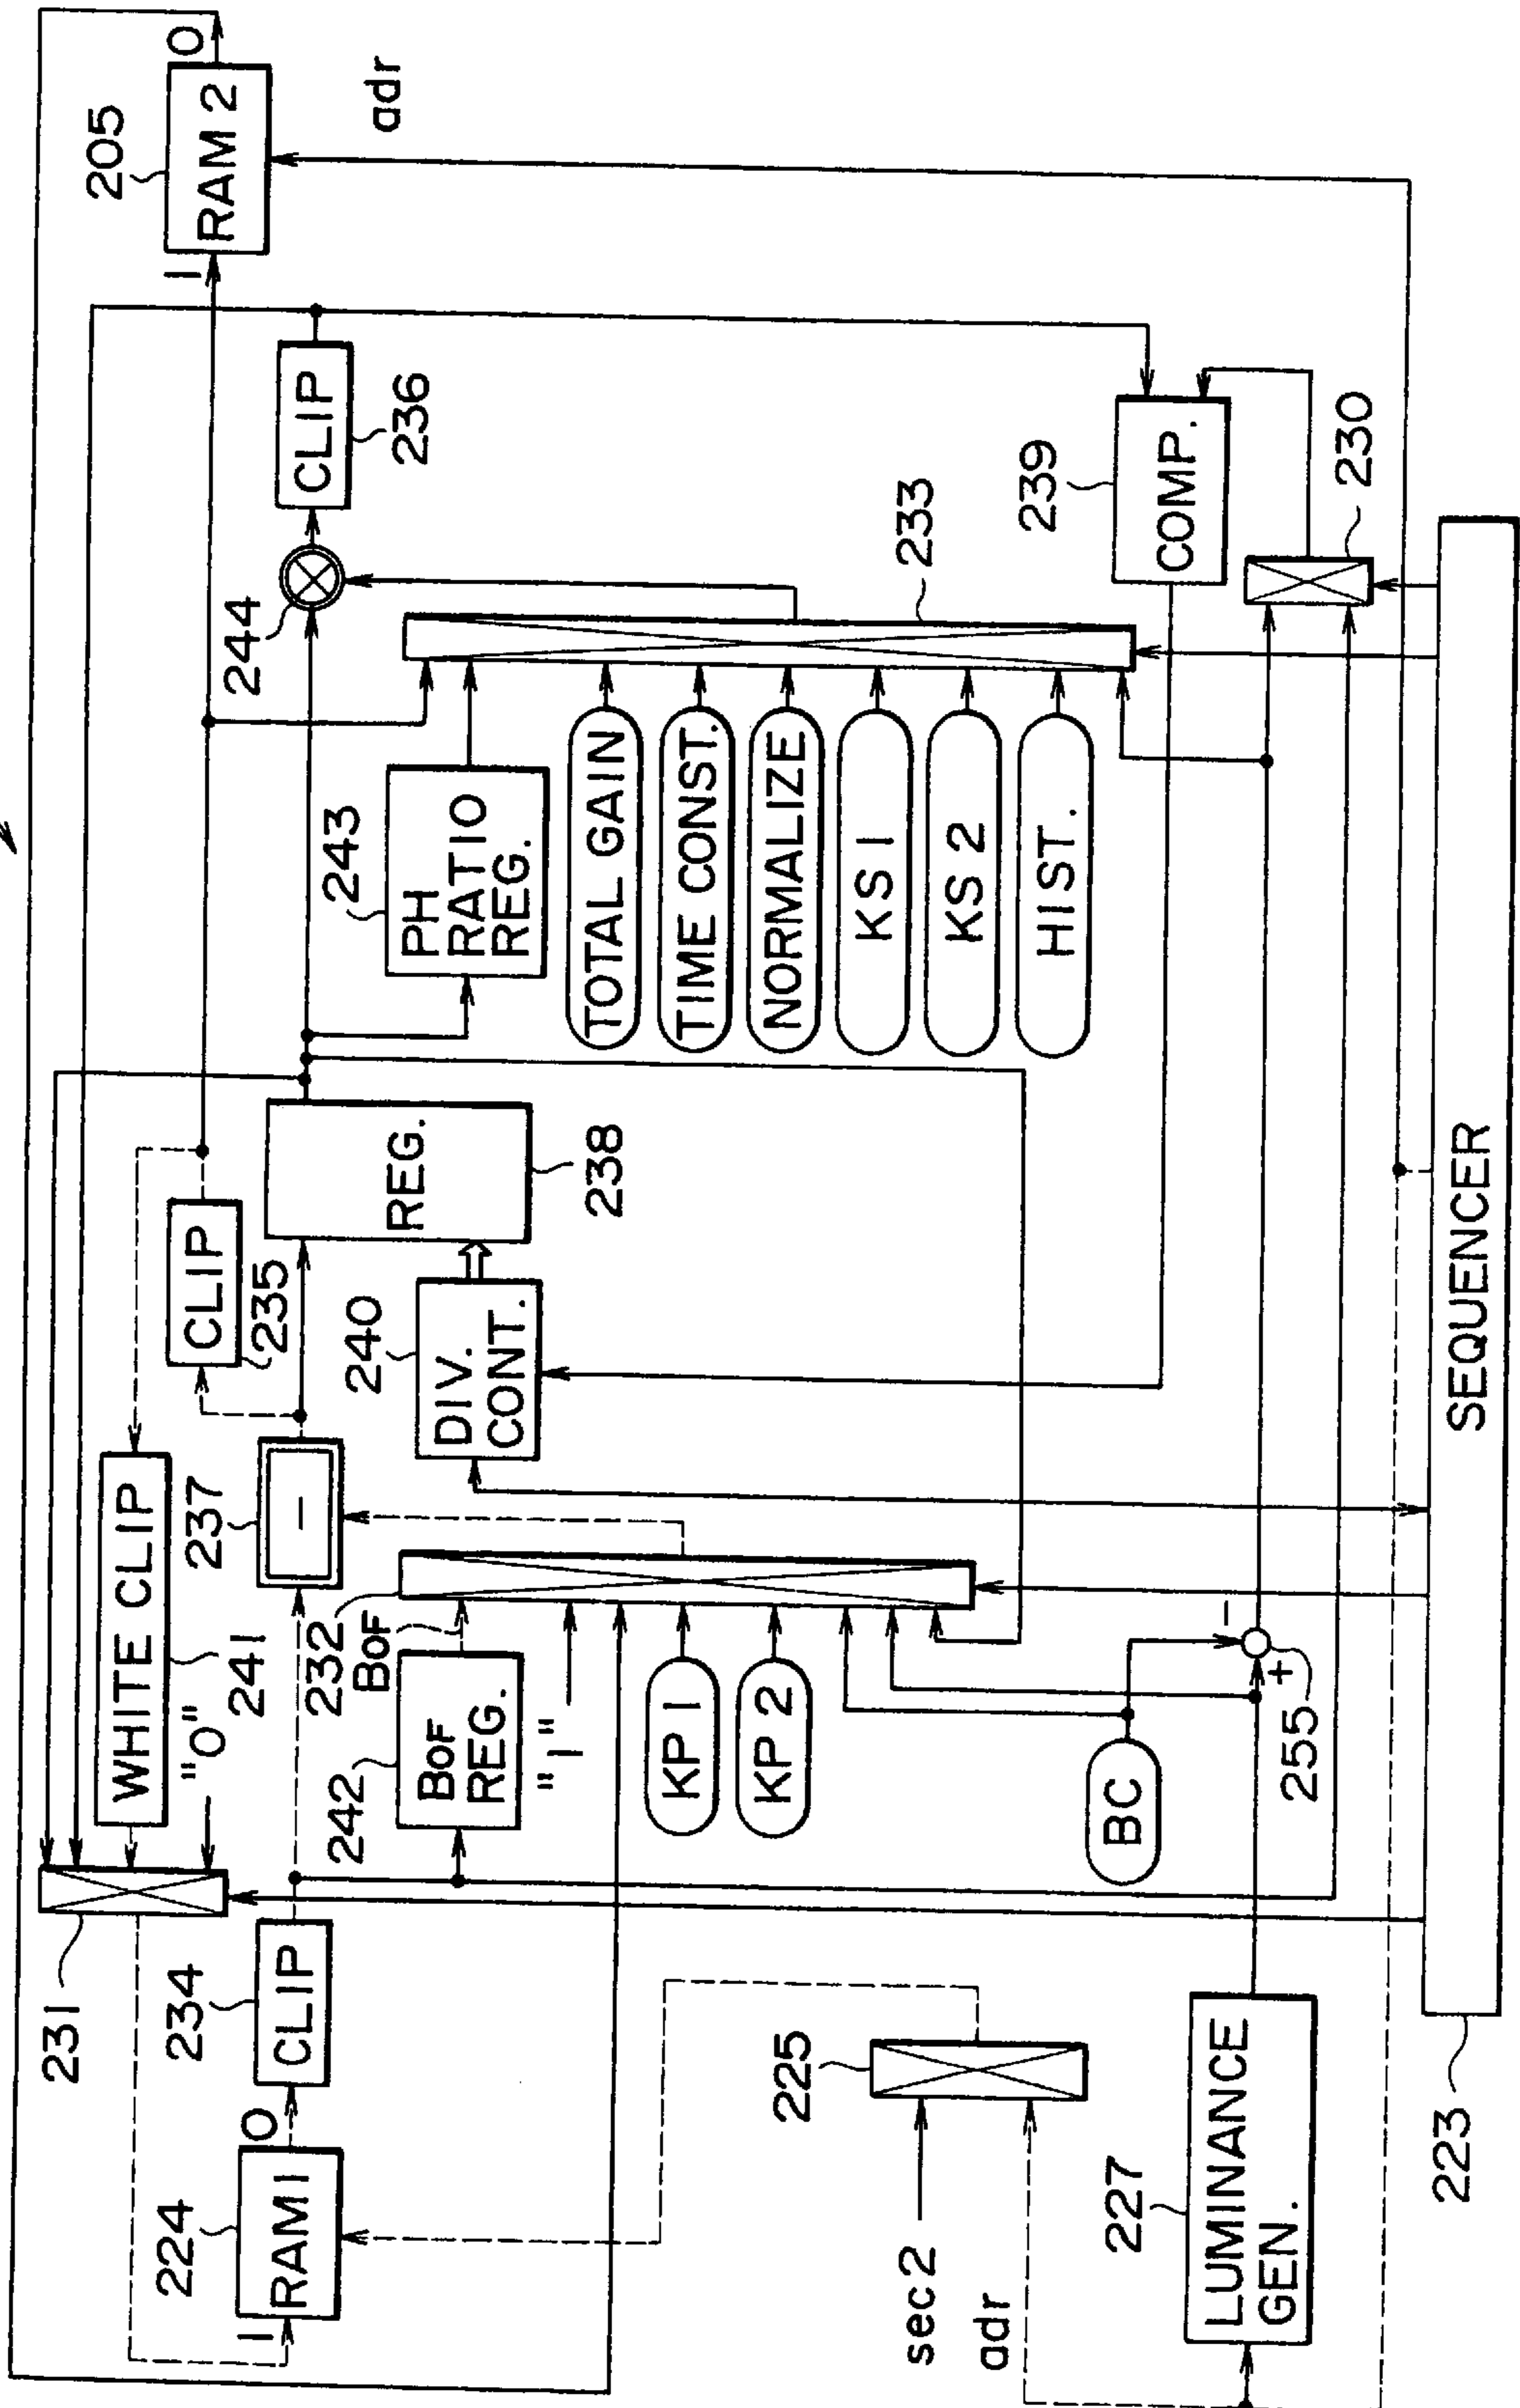 231
"0"
WHITE CLIP
241
CLIP
235
205
RAM 2
I
O
adr
224
RAM 1
I
O
234
CLIP
237
−
REG.
238
244
CLIP
236
242
BOF
REG.
232
BOF
"1"
KP 1
KP 2
240
DIV.
CONT.
243
PH
RATIO
REG.
TOTAL GAIN
TIME CONST.
NORMALIZE
KS 1
KS 2
HIST.
233
239
COMP.
230
225
sec2
adr
BC
−
+
255
227
LUMINANCE
GEN.
223
SEQUENCER